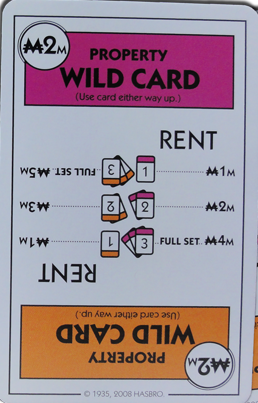 ₩2M
PROPERTY
WILD CARD
(Use card either way up.)
RENT
1 ₩1M
2 ₩2M
3 FULL SET ₩4M
RENT
1 ₩1M
2 ₩3M
3 FULL SET ₩5M
₩2M
PROPERTY
WILD CARD
(Use card either way up.)
© 1935, 2008 HASBRO.